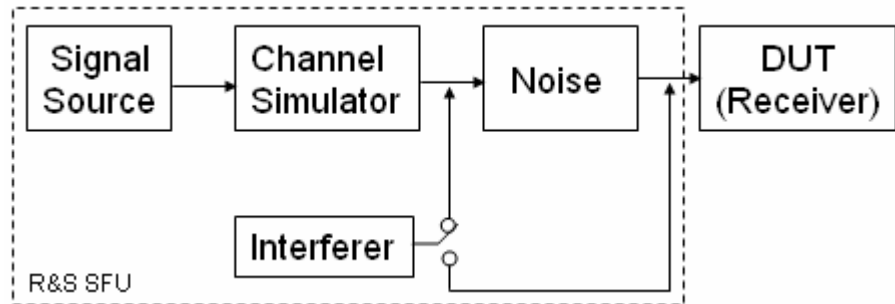 Signal
Source
Channel
Simulator
Noise
DUT
(Receiver)
Interferer
R&S SFU